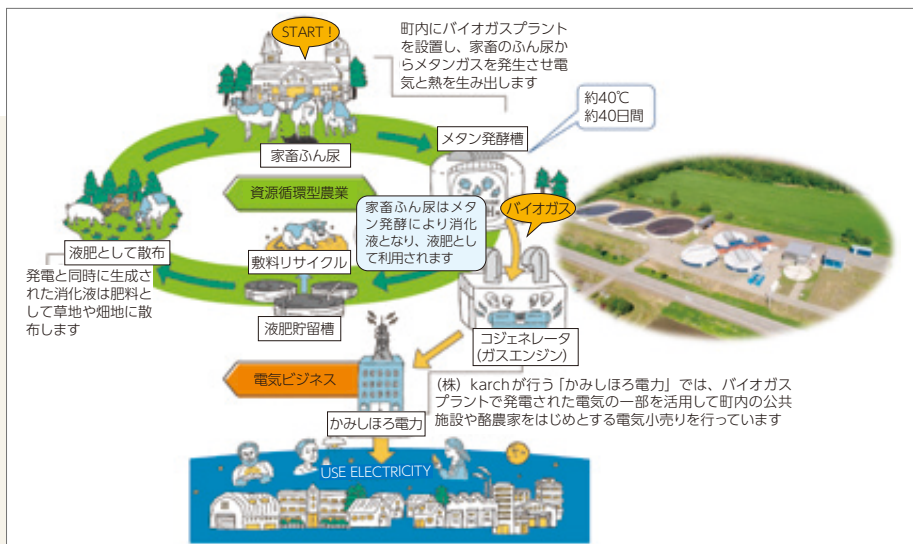 START！
町内にバイオガスプラント
を設置し、家畜のふん尿か
らメタンガスを発生させ電
気と熱を生み出します
約40℃
約40日間
メタン発酵槽
家畜ふん尿
資源循環型農業
家畜ふん尿はメタ
ン発酵により消化
液となり、液肥とし
て利用されます
バイオガス
液肥として散布
発電と同時に生成さ
れた消化液は肥料と
して草地や畑地に散
布します
敷料リサイクル
液肥貯留槽
コジェネレータ
(ガスエンジン)
電気ビジネス
(株) karchが行う「かみしほろ電力」では、バイオガス
プラントで発電された電気の一部を活用して町内の公共
施設や酪農家をはじめとする電気小売りを行っています
かみしほろ電力
USE ELECTRICITY